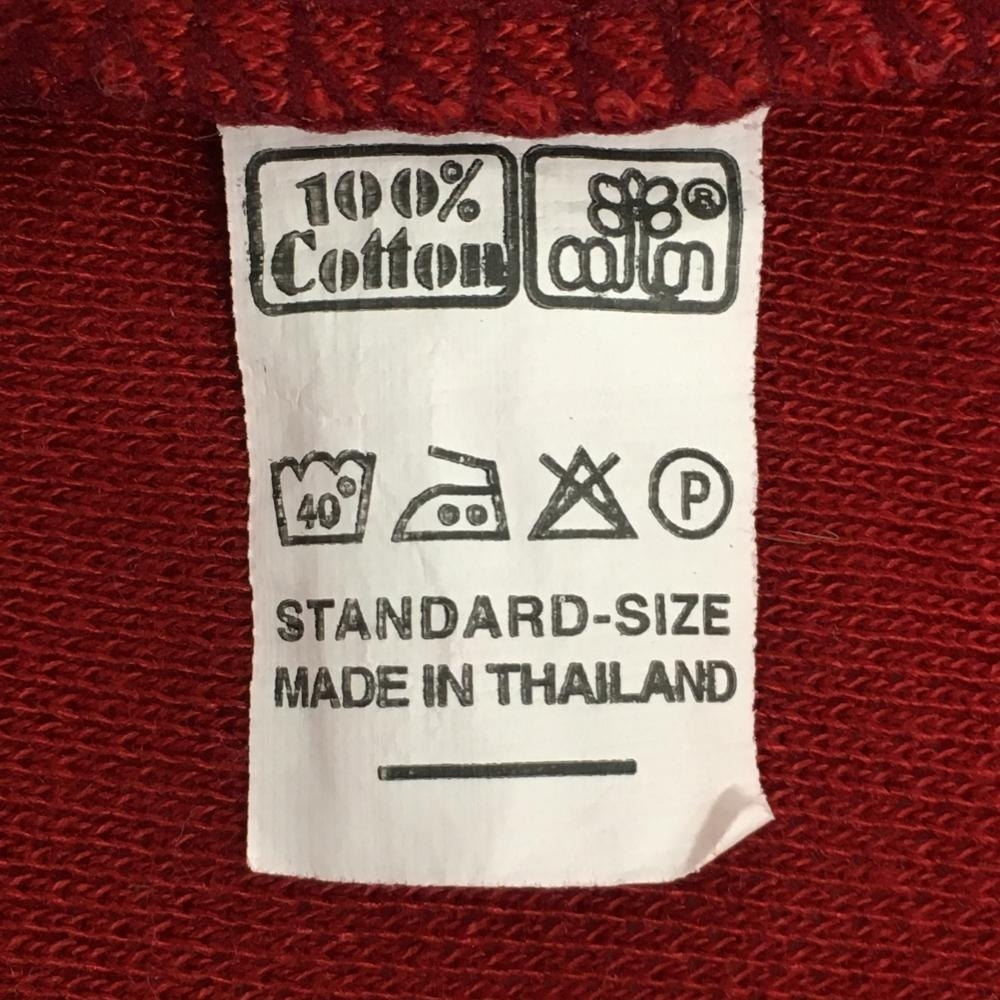 100%
Cotton
cotton ®
40°
P
STANDARD-SIZE
MADE IN THAILAND